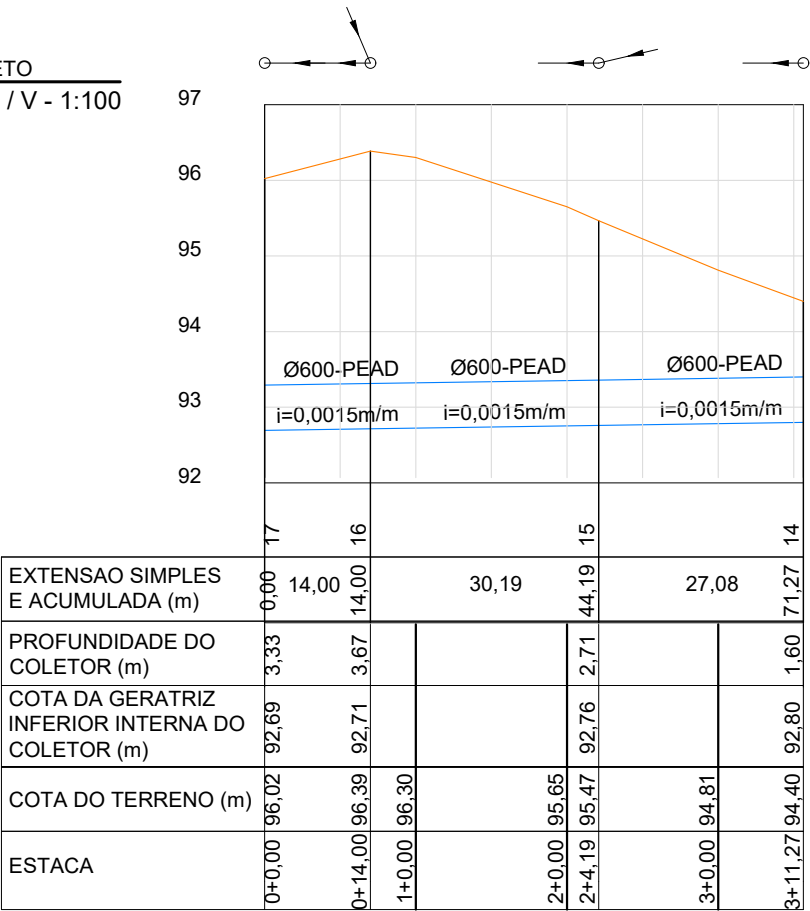 ETO
/ V - 1:100
97
96
95
94
93
92
Ø600-PEAD Ø600-PEAD Ø600-PEAD
i=0,0015m/m i=0,0015m/m i=0,0015m/m
17 16 15 14
EXTENSAO SIMPLES
E ACUMULADA (m)
0,00 14,00 14,00 30,19 44,19 27,08 71,27
PROFUNDIDADE DO
COLETOR (m)
3,33 3,67 2,71 1,60
COTA DA GERATRIZ
INFERIOR INTERNA DO
COLETOR (m)
92,69 92,71 92,76 92,80
COTA DO TERRENO (m)
96,02 96,39 96,30 95,65 95,47 94,81 94,40
ESTACA
0+0,00 0+14,00 1+0,00 2+0,00 2+4,19 3+0,00 3+11,27